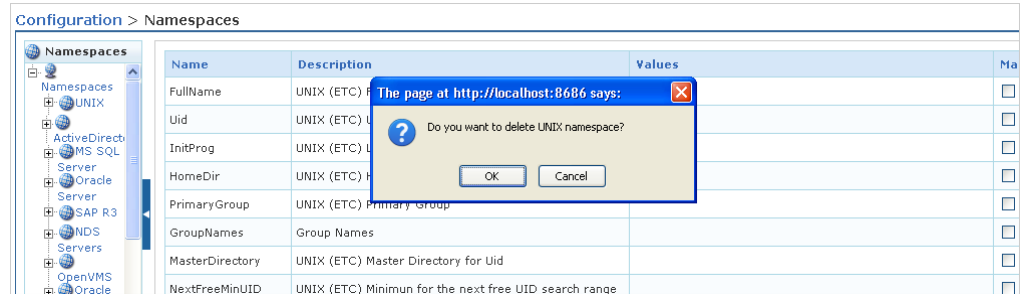 Configuration > Namespaces
Namespaces
Namespaces
UNIX
ActiveDirect
MS SQL
Server
Oracle
Server
SAP R3
NDS
Servers
OpenVMS
Oracle
Name Description Values Ma
FullName UNIX (ETC) F
Uid UNIX (ETC) U
InitProg UNIX (ETC) L
HomeDir UNIX (ETC) H
PrimaryGroup UNIX (ETC) Primary Group
GroupNames Group Names
MasterDirectory UNIX (ETC) Master Directory for Uid
NextFreeMinUID UNIX (ETC) Minimun for the next free UID search range
The page at http://localhost:8686 says:
Do you want to delete UNIX namespace?
OK Cancel